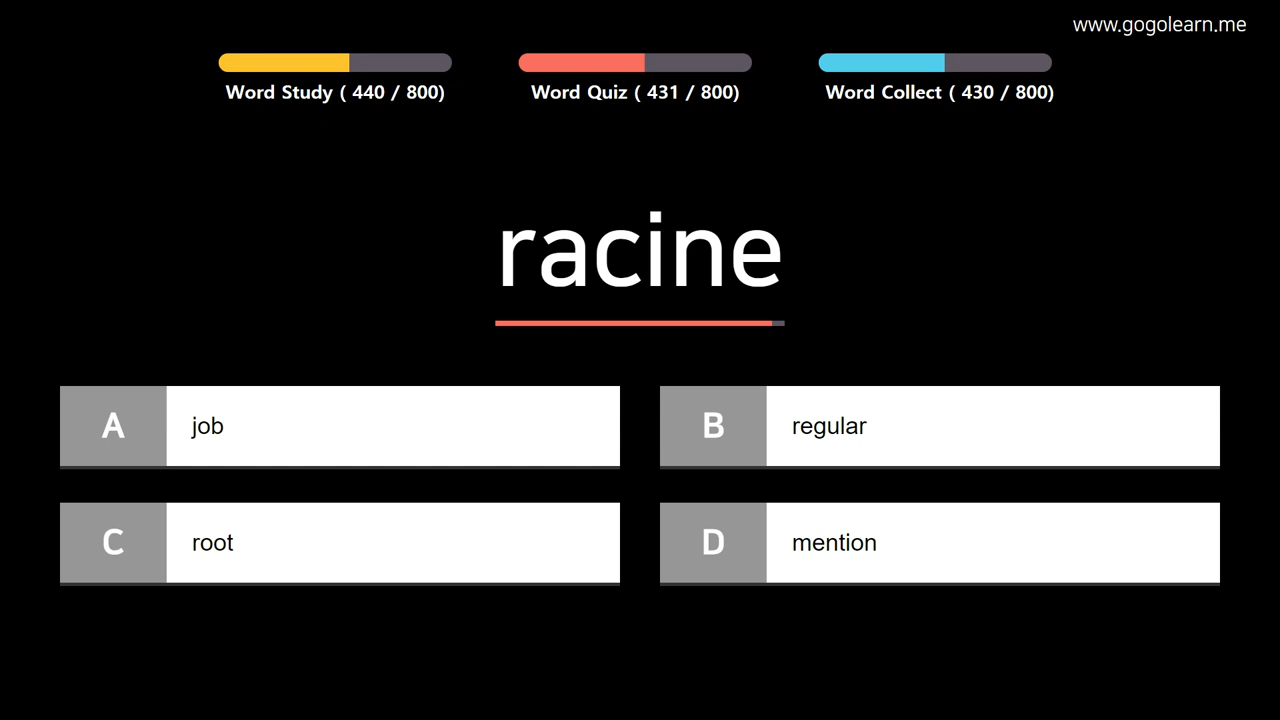 www.gogolearn.me
Word Study ( 440 / 800)
Word Quiz ( 431 / 800)
Word Collect ( 430 / 800)
racine
A job
B regular
C root
D mention